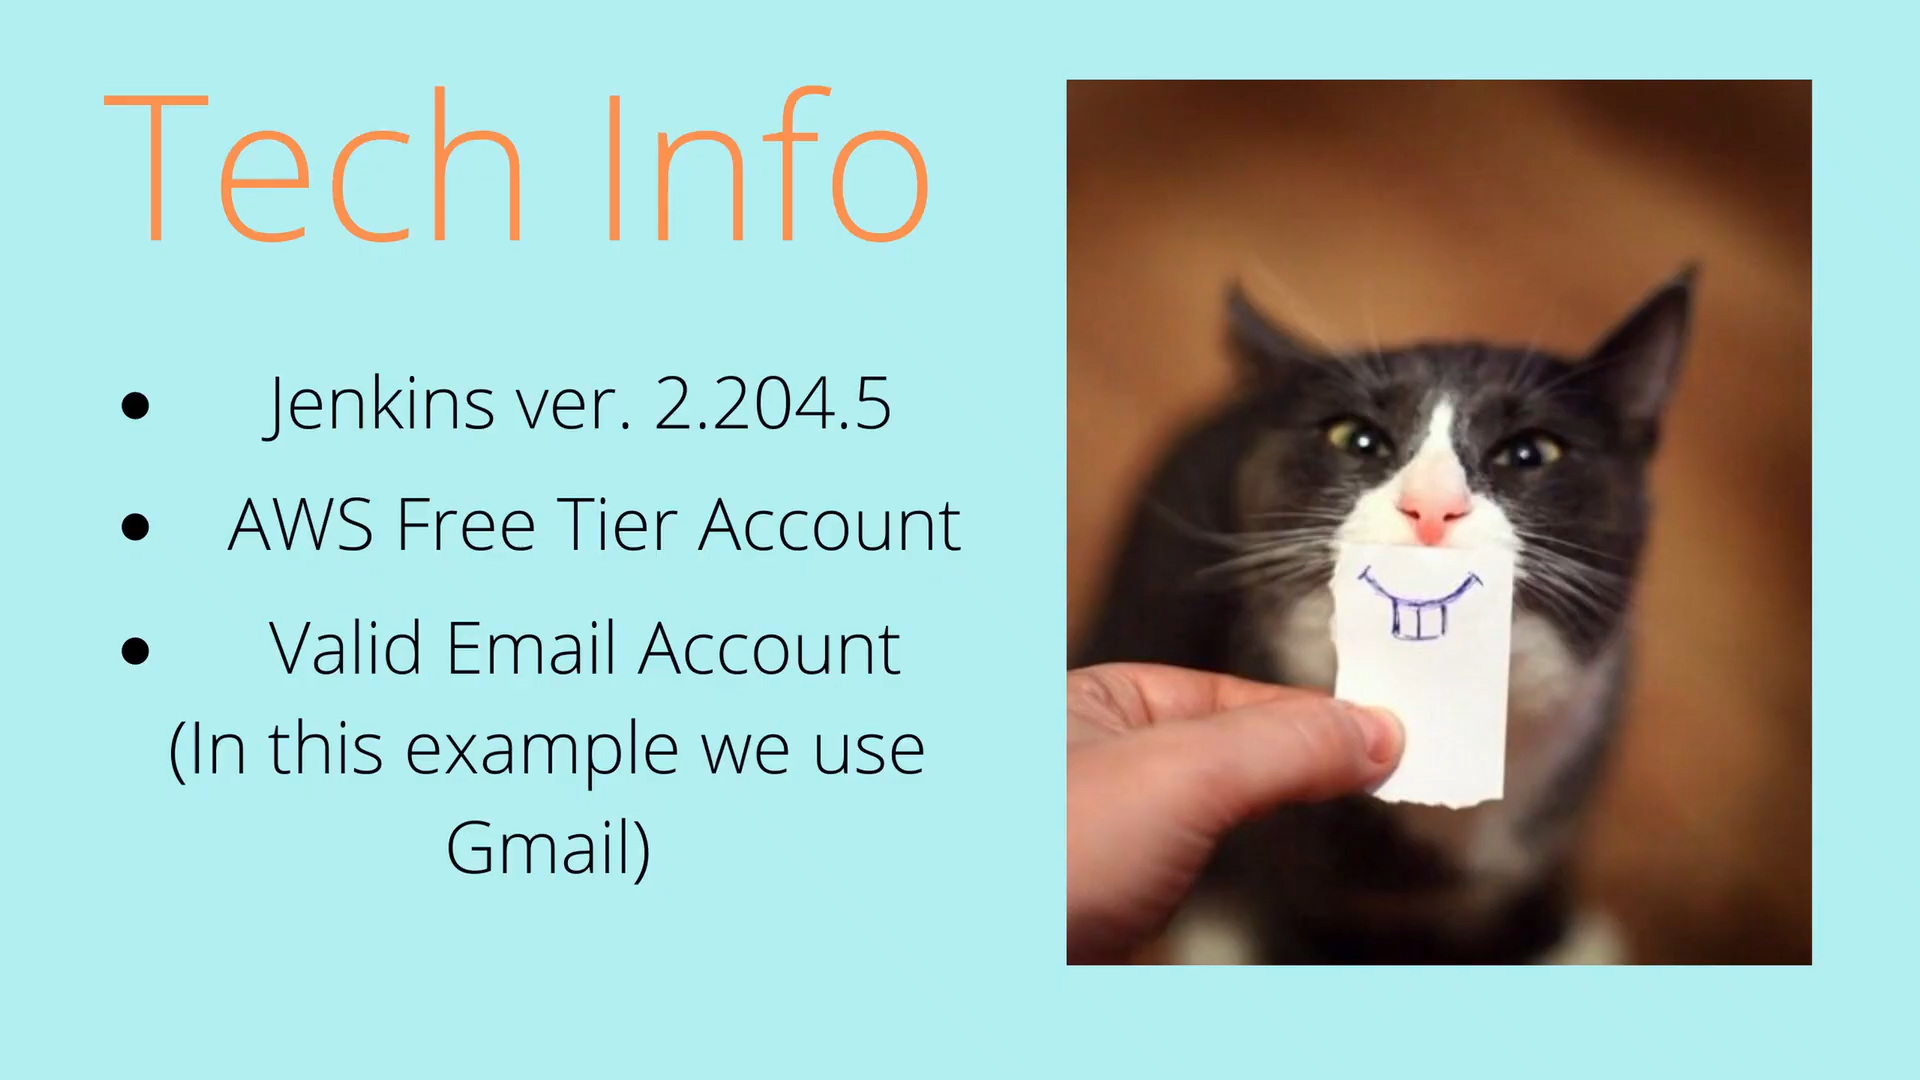 Tech Info
• Jenkins ver. 2.204.5
• AWS Free Tier Account
• Valid Email Account
(In this example we use
Gmail)